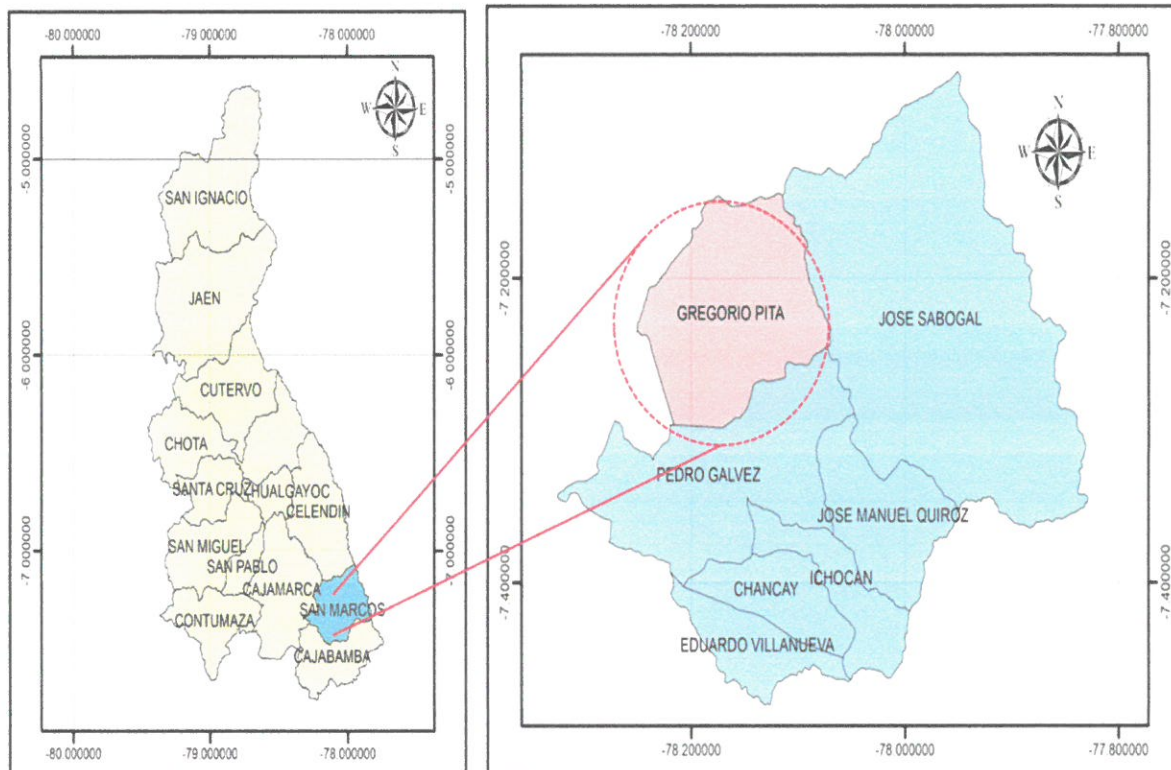 -80 000000 -79 000000 -78 000000
N
W E
S
-5 000000 -5 000000
SAN IGNACIO
JAEN
-6 000000 -6 000000
CUTERVO
CHOTA
SANTA CRUZ HUALGAYOC
CELENDIN
-7 000000 -7 000000
SAN MIGUEL
SAN PABLO
CAJAMARCA
SAN MARCOS
CONTUMAZA
CAJABAMBA
-80 000000 -79 000000 -78 000000
-78 200000 -78 000000 -77 800000
N
W E
S
-7 200000 -7 200000
GREGORIO PITA
JOSE SABOGAL
PEDRO GALVEZ
JOSE MANUEL QUIROZ
ICHOCAN
CHANCAY
-7 400000 -7 400000
EDUARDO VILLANUEVA
-78 200000 -78 000000 -77 800000